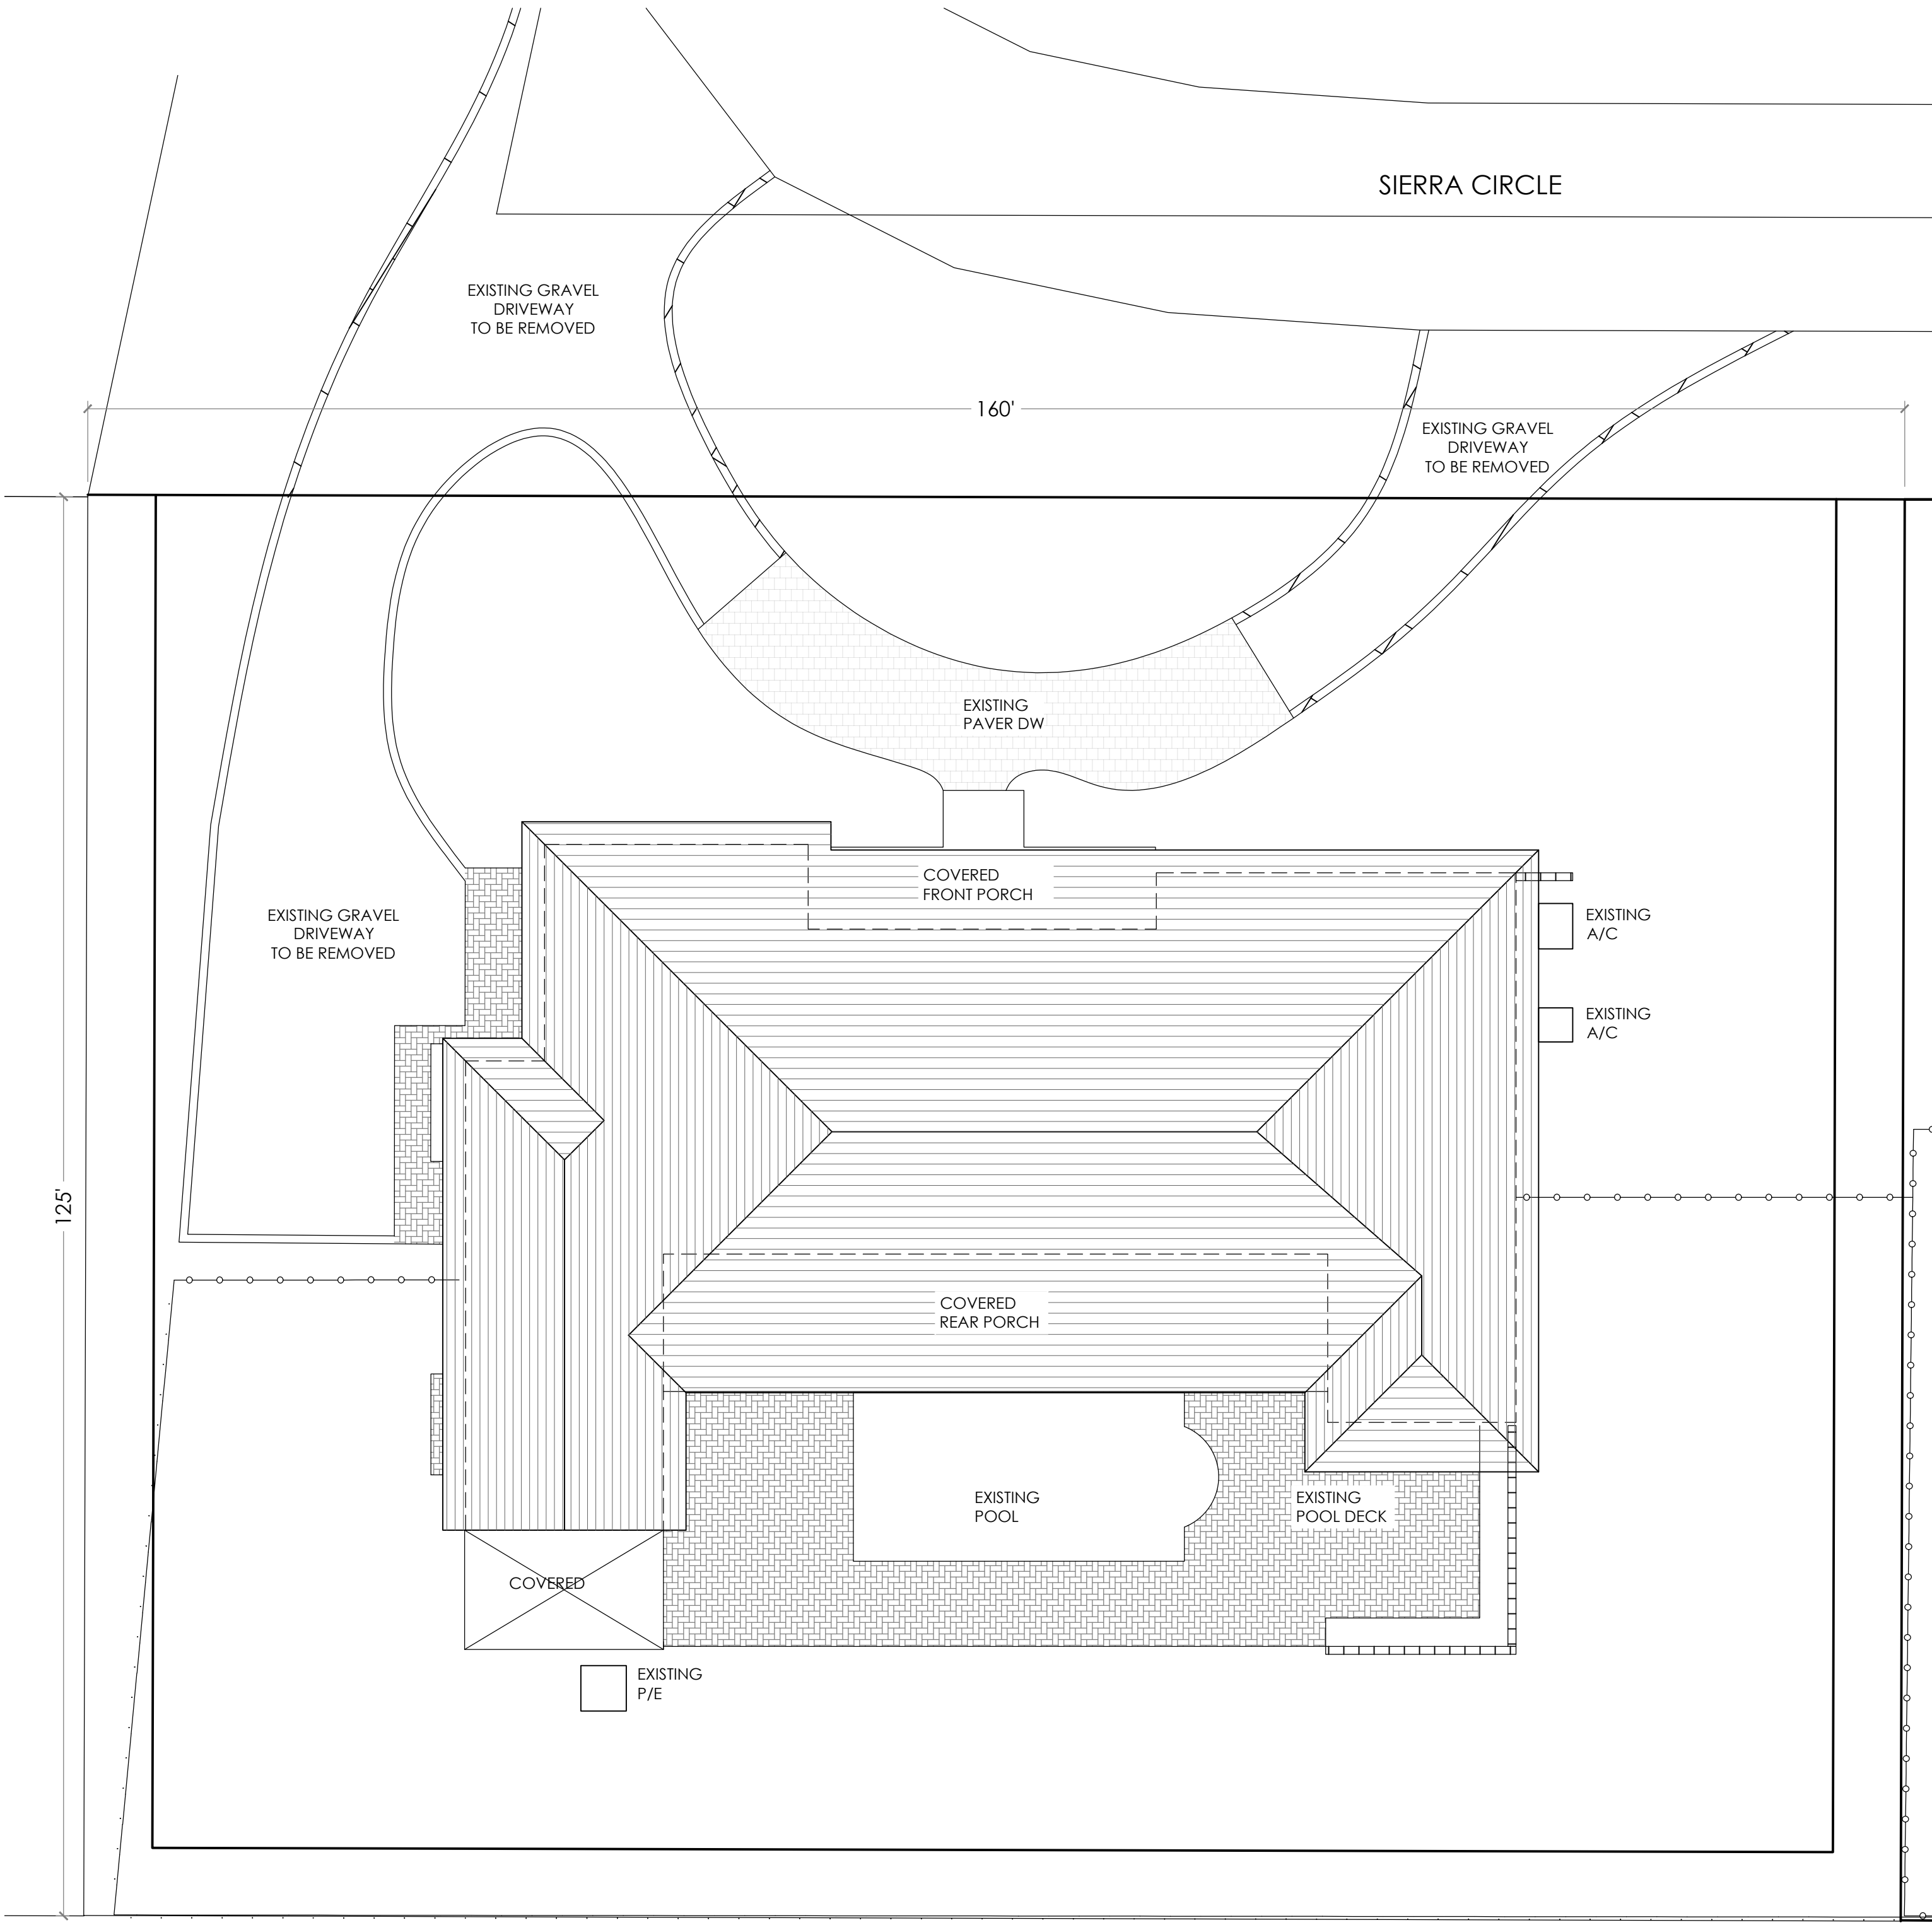 SIERRA CIRCLE
EXISTING GRAVEL
DRIVEWAY
TO BE REMOVED
160'
EXISTING GRAVEL
DRIVEWAY
TO BE REMOVED
EXISTING
PAVER DW
COVERED
FRONT PORCH
EXISTING GRAVEL
DRIVEWAY
TO BE REMOVED
EXISTING
A/C
EXISTING
A/C
125'
COVERED
REAR PORCH
EXISTING
POOL
EXISTING
POOL DECK
COVERED
EXISTING
P/E